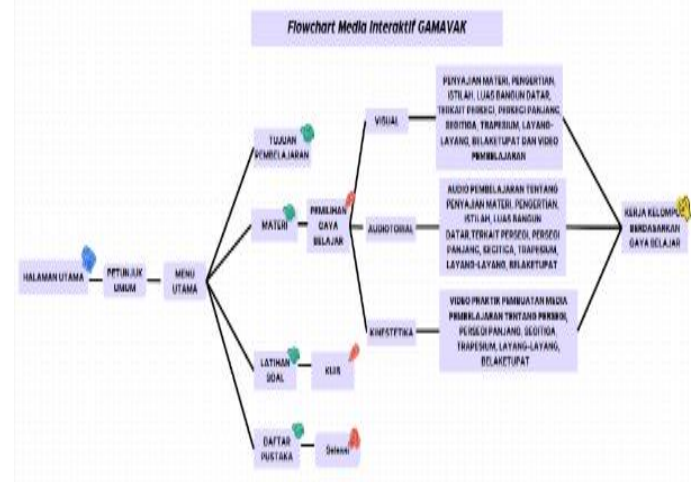 Flowchart Media Interaktif GAMAVAK
HALAMAN UTAMA
PETUNJUK
UMUM
MENU
UTAMA
TUJUAN
PEMBELAJARAN
MATERI
PEMILIHAN
GAYA
BELAJAR
VISUAL
PENYAJIAN MATERI, PENGERTIAN,
ISTILAH, LUAS BANGUN DATAR,
TERKAIT PERSEGI, PERSEGI PANJANG,
SEGITIGA, TRAPESIUM, LAYANG-
LAYANG, BELAKETUPAT DAN VIDEO
PEMBELAJARAN
AUDIOTORIAL
AUDIO PEMBELAJARAN TENTANG
PENYAJIAN MATERI, PENGERTIAN,
ISTILAH, LUAS BANGUN
DATAR, TERKAIT PERSEGI, PERSEGI
PANJANG, SEGITIGA, TRAPESIUM,
LAYANG-LAYANG, BELAKETUPAT
KINESTETIKA
VIDEO PRAKTIK PEMBUATAN MEDIA
PEMBELAJARAN TENTANG PERSEGI,
PERSEGI PANJANG, SEGITIGA,
TRAPESIUM, LAYANG-LAYANG,
BELAKETUPAT
KERJA KELOMPOK
BERDASARKAN
GAYA BELAJAR
LATIHAN
SOAL
KUIS
DAFTAR
PUSTAKA
Selesai